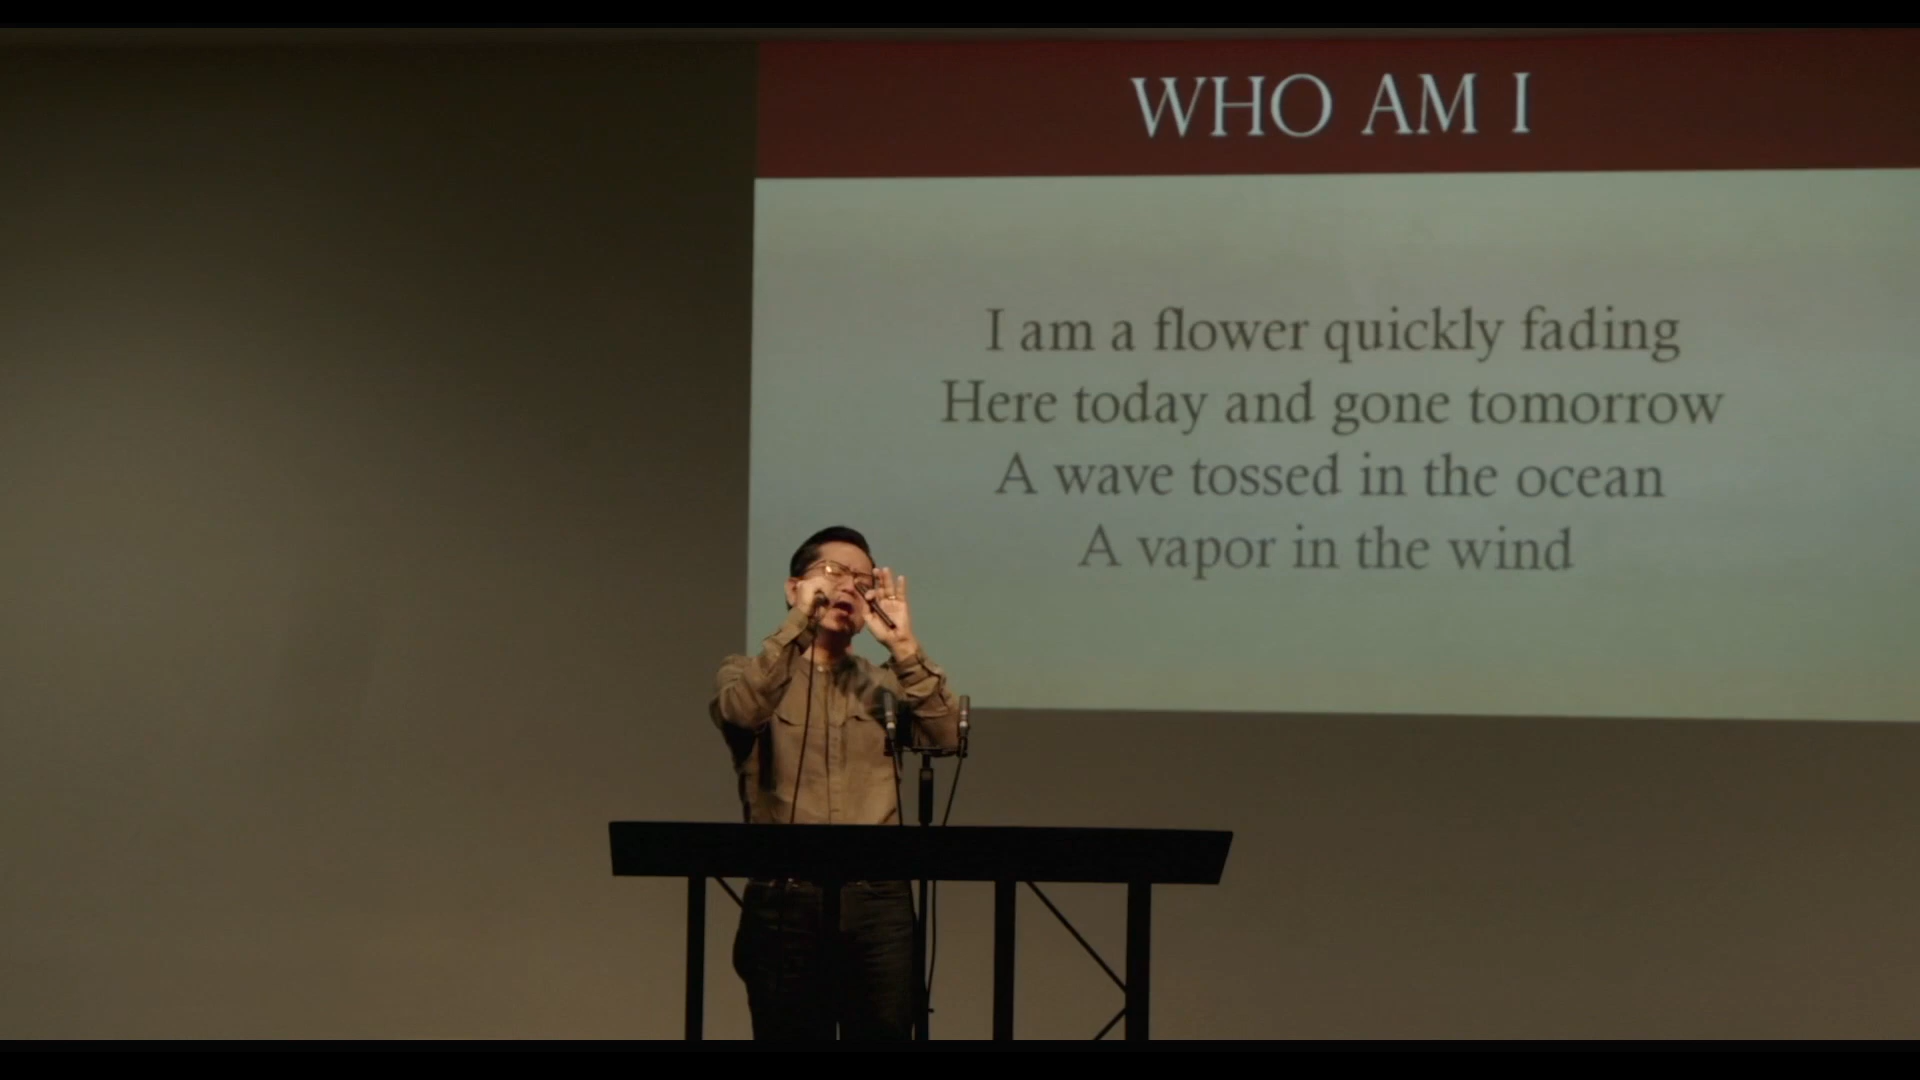 WHO AM I
I am a flower quickly fading
Here today and gone tomorrow
A wave tossed in the ocean
A vapor in the wind